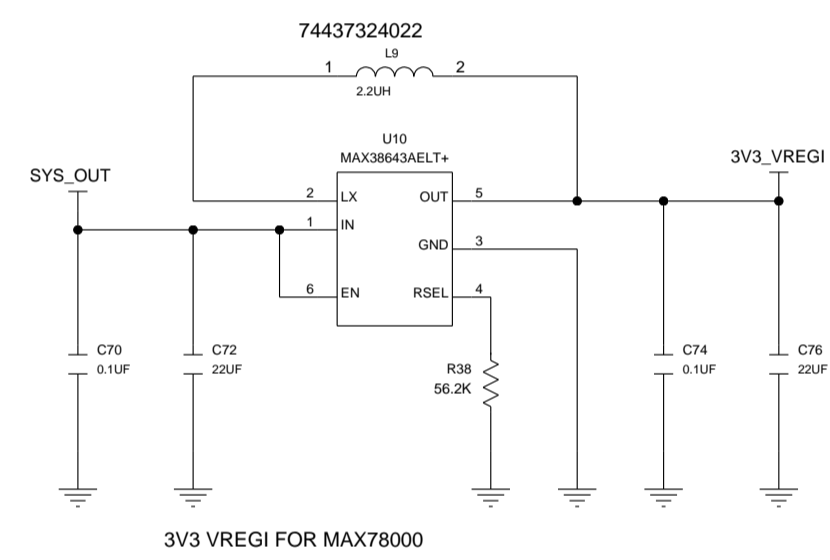 74437324022
L9
1 2
2.2UH
U10
MAX38643AELT+
SYS_OUT
3V3_VREGI
2 LX OUT 5
1 IN
GND 3
6 EN RSEL 4
C70
0.1UF
C72
22UF
R38
56.2K
C74
0.1UF
C76
22UF
3V3 VREGI FOR MAX78000